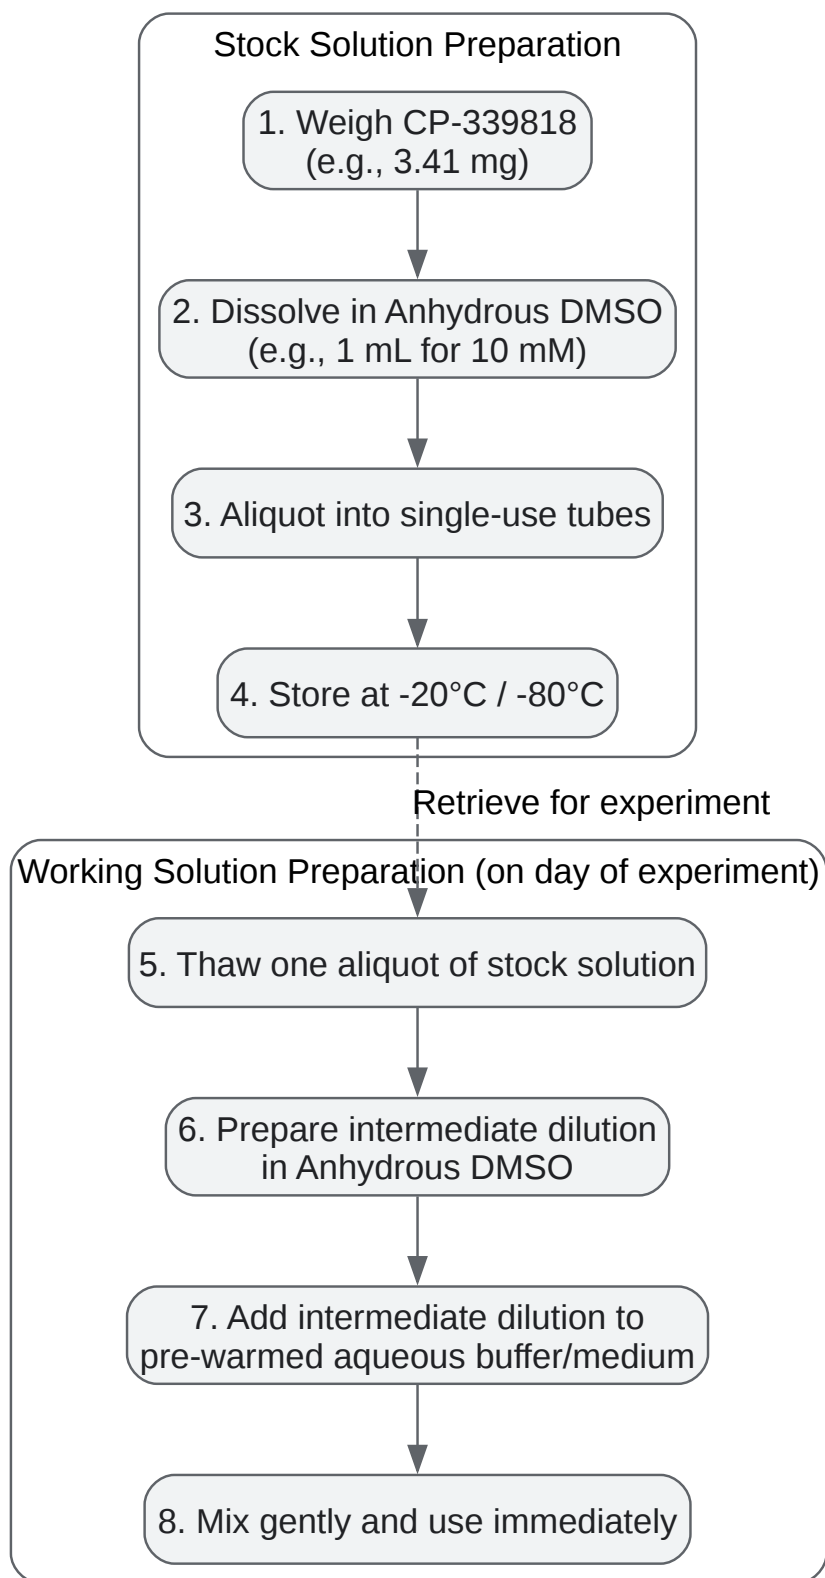 Stock Solution Preparation
1. Weigh CP-339818
(e.g., 3.41 mg)
2. Dissolve in Anhydrous DMSO
(e.g., 1 mL for 10 mM)
3. Aliquot into single-use tubes
4. Store at -20°C / -80°C
Retrieve for experiment
Working Solution Preparation (on day of experiment)
5. Thaw one aliquot of stock solution
6. Prepare intermediate dilution
in Anhydrous DMSO
7. Add intermediate dilution to
pre-warmed aqueous buffer/medium
8. Mix gently and use immediately